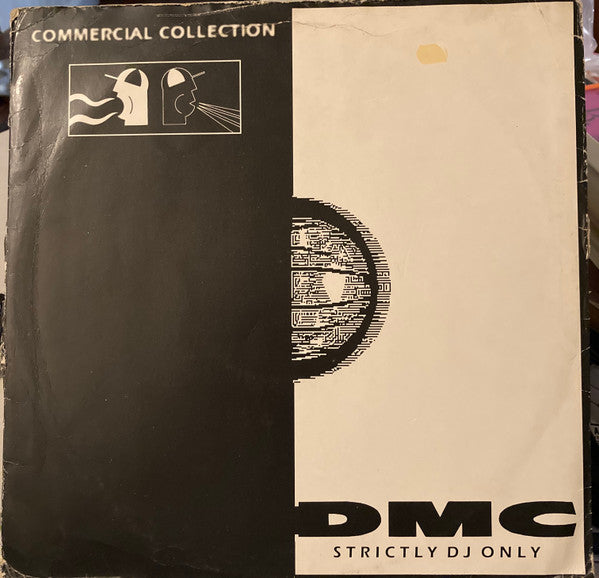 COMMERCIAL COLLECTION
DMC
STRICTLY DJ ONLY